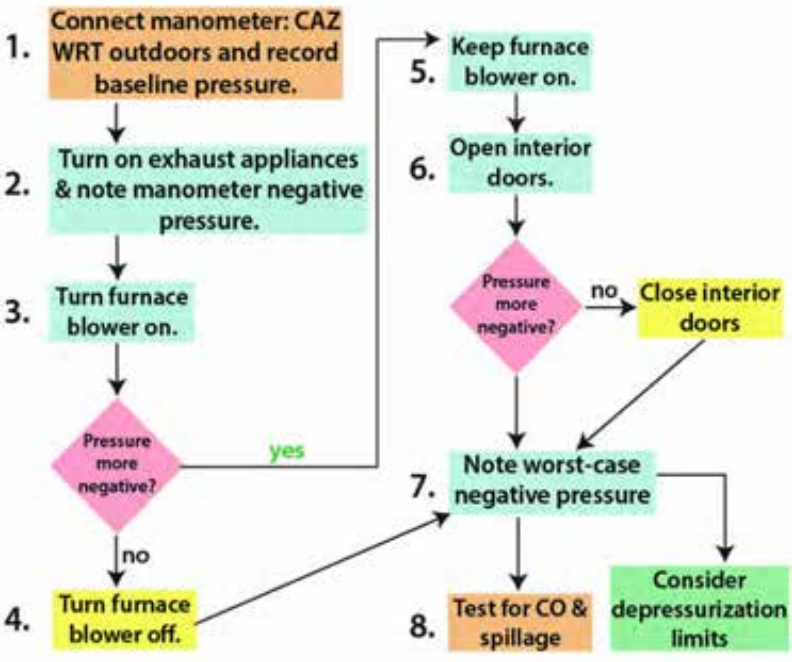 1.
Connect manometer: CAZ
WRT outdoors and record
baseline pressure.
2.
Turn on exhaust appliances
& note manometer negative
pressure.
3.
Turn furnace
blower on.
Pressure
more
negative?
yes
no
4.
Turn furnace
blower off.
5.
Keep furnace
blower on.
6.
Open interior
doors.
Pressure
more
negative?
no
Close interior
doors
7.
Note worst-case
negative pressure
8.
Test for CO &
spillage
Consider
depressurization
limits